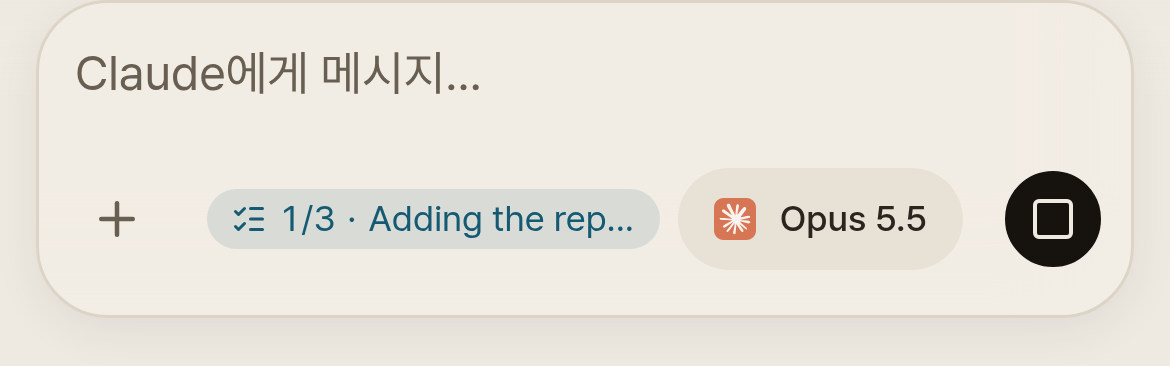 Claude에게 메시지...
1/3 · Adding the rep...
Opus 5.5